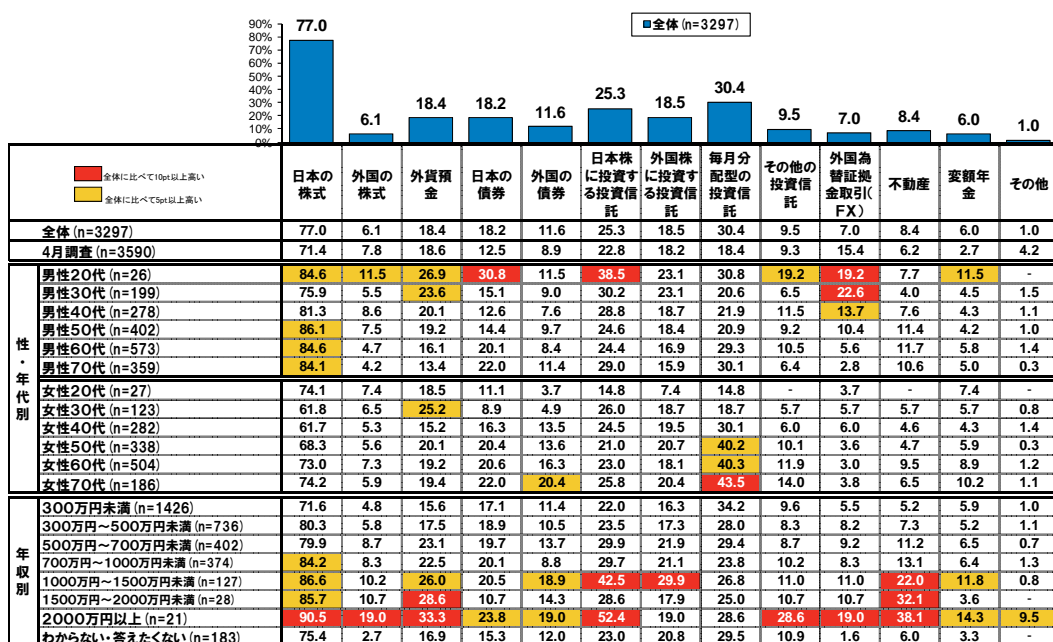 ■全体(n=3297)
90%
80%
70%
60%
50%
40%
30%
20%
10%
0%
77.0 6.1 18.4 18.2 11.6 25.3 18.5 30.4 9.5 7.0 8.4 6.0 1.0
全体に比べて10pt以上高い
全体に比べて5pt以上高い
日本の株式 外国の株式 外貨預金 日本の債券 外国の債券 日本株に投資する投資信託 外国株に投資する投資信託 毎月分配型の投資信託 その他の投資信託 外国為替証拠金取引(FX) 不動産 変額年金 その他
全体(n=3297) 77.0 6.1 18.4 18.2 11.6 25.3 18.5 30.4 9.5 7.0 8.4 6.0 1.0
4月調査(n=3590) 71.4 7.8 18.6 12.5 8.9 22.8 18.2 18.4 9.3 15.4 6.2 2.7 4.2
性・年代別
男性20代(n=26) 84.6 11.5 26.9 30.8 11.5 38.5 23.1 30.8 19.2 19.2 7.7 11.5 -
男性30代(n=199) 75.9 5.5 23.6 15.1 9.0 30.2 23.1 20.6 6.5 22.6 4.0 4.5 1.5
男性40代(n=278) 81.3 8.6 20.1 12.6 7.6 28.8 18.7 21.9 11.5 13.7 7.6 4.3 1.1
男性50代(n=402) 86.1 7.5 19.2 14.4 9.7 24.6 18.4 20.9 9.2 10.4 11.4 4.2 1.0
男性60代(n=573) 84.6 4.7 16.1 20.1 8.4 24.4 16.9 29.3 10.5 5.6 11.7 5.8 1.4
男性70代(n=359) 84.1 4.2 13.4 22.0 11.4 29.0 15.9 30.1 6.4 2.8 10.6 5.0 0.3
女性20代(n=27) 74.1 7.4 18.5 11.1 3.7 14.8 7.4 14.8 - 3.7 - 7.4 -
女性30代(n=123) 61.8 6.5 25.2 8.9 4.9 26.0 18.7 18.7 5.7 5.7 5.7 5.7 0.8
女性40代(n=282) 61.7 5.3 15.2 16.3 13.5 24.5 19.5 30.1 6.0 6.0 4.6 4.3 1.4
女性50代(n=338) 68.3 5.6 20.1 20.4 13.6 21.0 20.7 40.2 10.1 3.6 4.7 5.9 0.3
女性60代(n=504) 73.0 7.3 19.2 20.6 16.3 23.0 18.1 40.3 11.9 3.0 9.5 8.9 1.2
女性70代(n=186) 74.2 5.9 19.4 22.0 20.4 25.8 20.4 43.5 14.0 3.8 6.5 10.2 1.1
年収別
300万円未満(n=1426) 71.6 4.8 15.6 17.1 11.4 22.0 16.3 34.2 9.6 5.5 5.2 5.9 1.0
300万円～500万円未満(n=736) 80.3 5.8 17.5 18.9 10.5 23.5 17.3 28.0 8.3 8.2 7.3 5.2 1.1
500万円～700万円未満(n=402) 79.9 8.7 23.1 19.7 13.7 29.9 21.9 29.4 8.7 9.2 11.2 6.5 0.7
700万円～1000万円未満(n=374) 84.2 8.3 22.5 20.1 8.8 29.7 21.1 23.8 10.2 8.3 13.1 6.4 1.3
1000万円～1500万円未満(n=127) 86.6 10.2 26.0 20.5 18.9 42.5 29.9 26.8 11.0 11.0 22.0 11.8 0.8
1500万円～2000万円未満(n=28) 85.7 10.7 28.6 10.7 14.3 28.6 17.9 25.0 10.7 10.7 32.1 3.6 -
2000万円以上(n=21) 90.5 19.0 33.3 23.8 19.0 52.4 19.0 28.6 28.6 19.0 38.1 14.3 9.5
わからない・答えたくない(n=183) 75.4 2.7 16.9 15.3 12.0 23.0 20.8 29.5 10.9 1.6 6.0 3.3 -